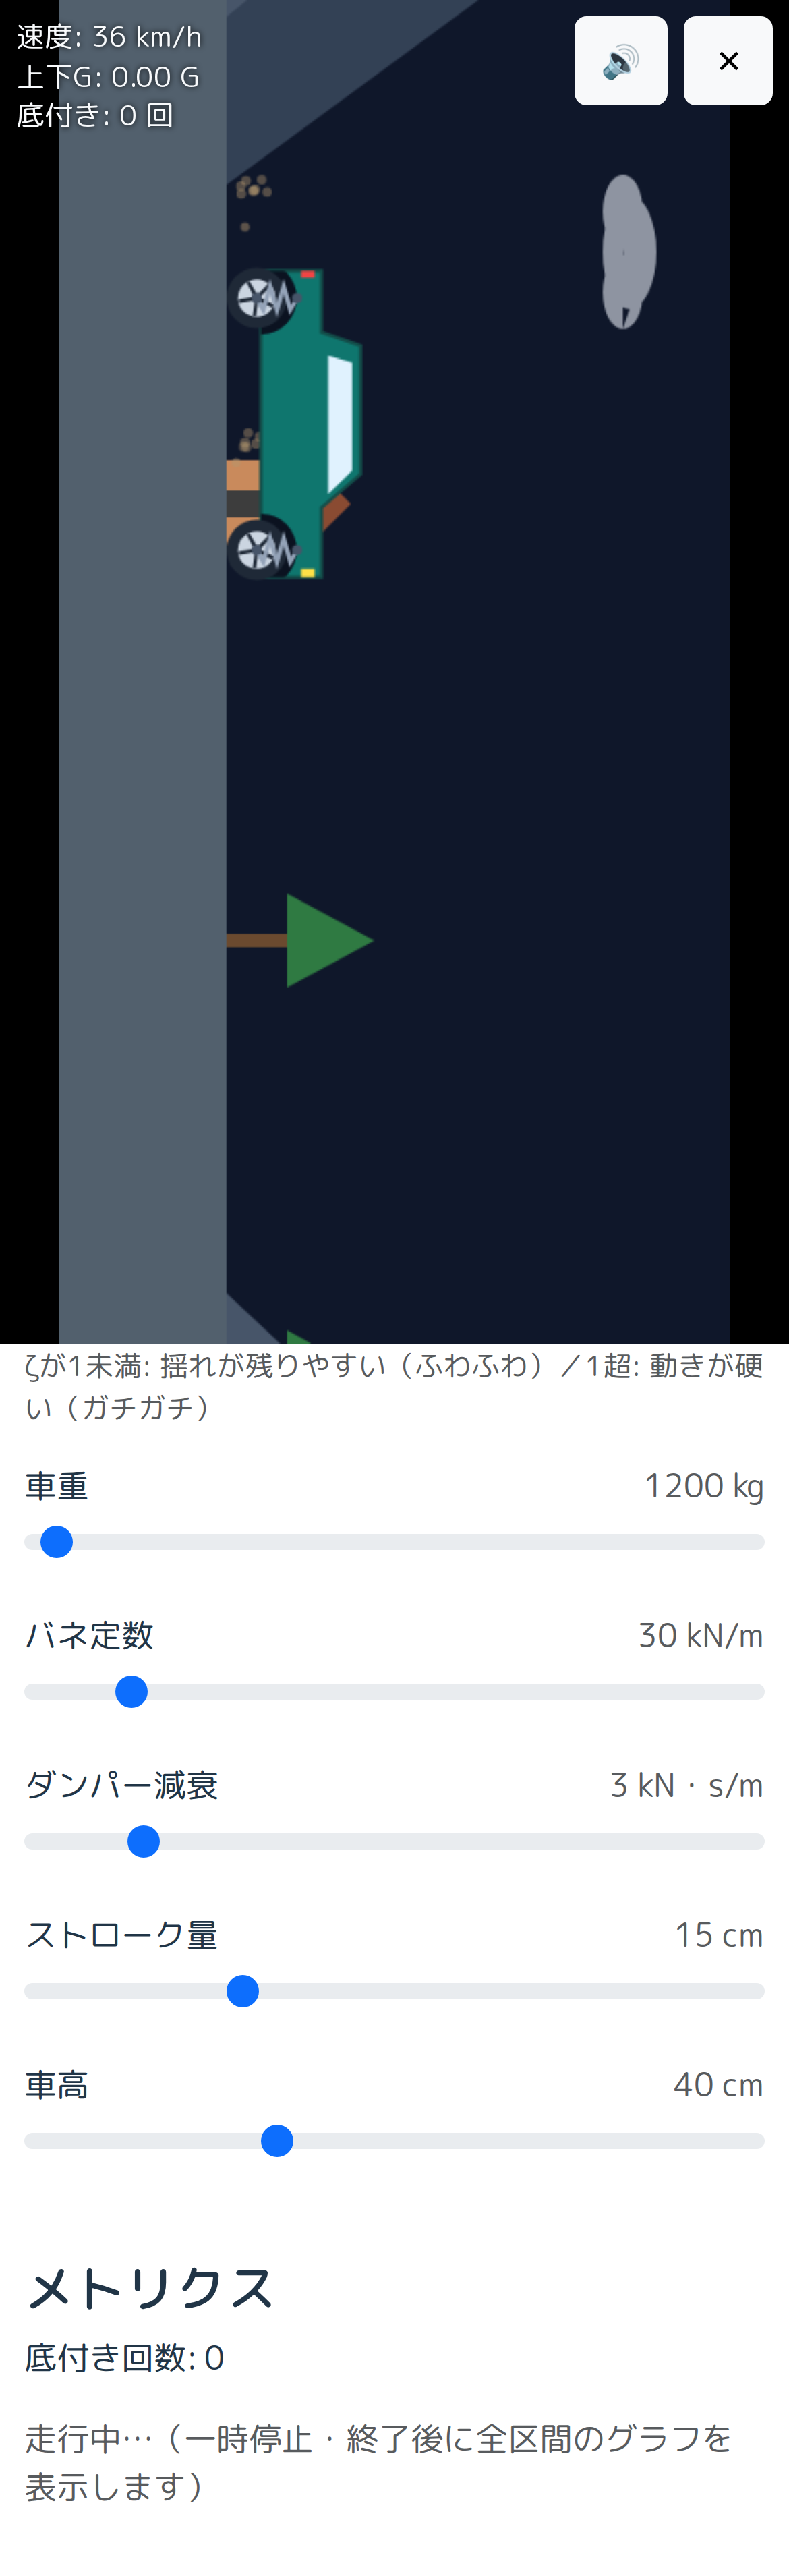 速度: 36 km/h
上下G: 0.00 G
底付き: 0 回
ζが1未満: 揺れが残りやすい（ふわふわ）／1超: 動きが硬
い（ガチガチ）
車重 1200 kg
バネ定数 30 kN/m
ダンパー減衰 3 kN・s/m
ストローク量 15 cm
車高 40 cm
メトリクス
底付き回数: 0
走行中…（一時停止・終了後に全区間のグラフを
表示します）